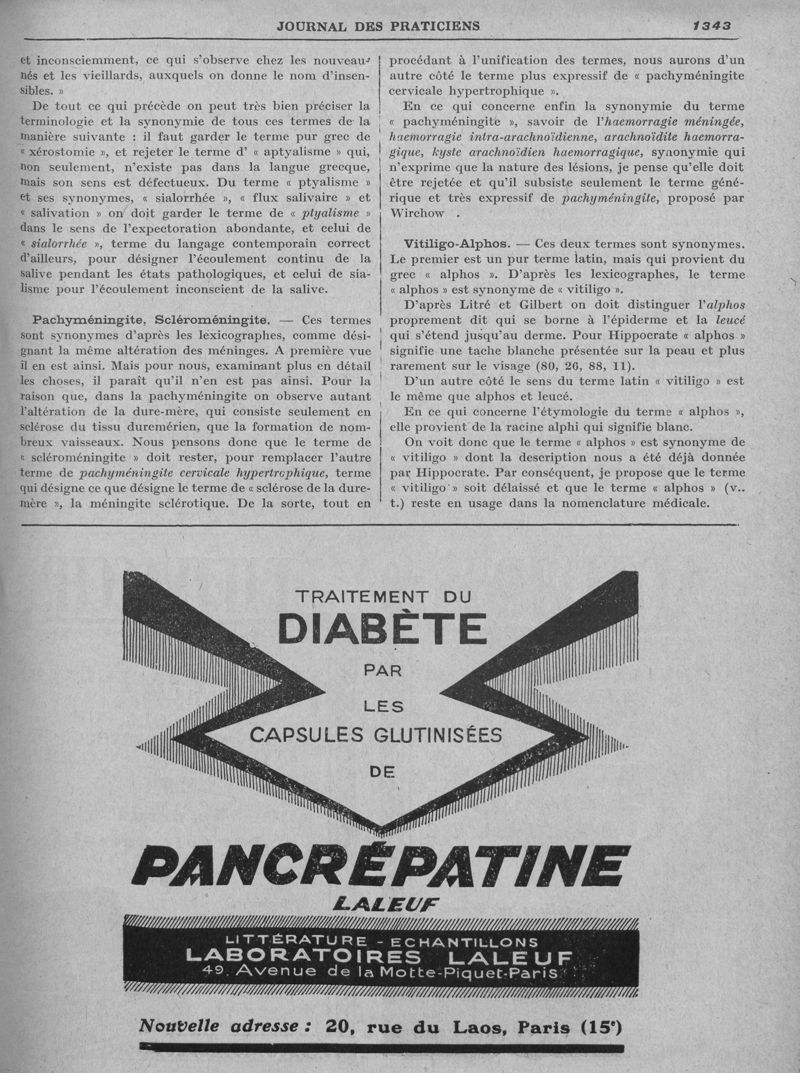 JOURNAL DES PRATICIENS 1343
et inconsciemment, ce qui s'observe chez les nouveau-
nés et les vieillards, auxquels on donne le nom d'insen-
sibles. »
De tout ce qui précède on peut très bien préciser la
terminologie et la synonymie de tous ces termes de la
manière suivante : il faut garder le terme pur grec de
« xérostomie », et rejeter le terme d' « aptyalisme » qui,
non seulement, n'existe pas dans la langue grecque,
mais son sens est défectueux. Du terme « ptyalisme »
et ses synonymes, « sialorrhée », « flux salivaire » et
« salivation » on doit garder le terme de « ptyalisme »
dans le sens de l'expectoration abondante, et celui de
« sialorrhée », terme du langage contemporain correct
d'ailleurs, pour désigner l'écoulement continu de la
salive pendant les états pathologiques, et celui de sia-
lisme pour l'écoulement inconscient de la salive.
Pachyméningite, Scléroméningite. — Ces termes
sont synonymes d'après les lexicographes, comme dési-
gnant la même altération des méninges. A première vue
il en est ainsi. Mais pour nous, examinant plus en détail
les choses, il paraît qu'il n'en est pas ainsi. Pour la
raison que, dans la pachyméningite on observe autant
l'altération de la dure-mère, qui consiste seulement en
sclérose du tissu duremérien, que la formation de nom-
breux vaisseaux. Nous pensons donc que le terme de
« scléroméningite » doit rester, pour remplacer l'autre
terme de pachyméningite cervicale hypertrophique, terme
qui désigne ce que désigne le terme de « sclérose de la dure-
mère », la méningite sclérotique. De la sorte, tout en
procédant à l'unification des termes, nous aurons d'un
autre côté le terme plus expressif de « pachyméningite
cervicale hypertrophique ».
En ce qui concerne enfin la synonymie du terme
« pachyméningite », savoir de l'haemorragie méningée,
haemorragie intra-arachnoïdienne, arachnoïdite haemorra-
gique, kyste arachnoïdien haemorragique, synonymie qui
n'exprime que la nature des lésions, je pense qu'elle doit
être rejetée et qu'il subsiste seulement le terme géné-
rique et très expressif de pachyméningite, proposé par
Wirchow .
Vitiligo-Alphos. — Ces deux termes sont synonymes.
Le premier est un pur terme latin, mais qui provient du
grec « alphos ». D'après les lexicographes, le terme
« alphos » est synonyme de « vitiligo ».
D'après Litré et Gilbert on doit distinguer l'alphos
proprement dit qui se borne à l'épiderme et la leucé
qui s'étend jusqu'au derme. Pour Hippocrate « alphos »
signifie une tache blanche présentée sur la peau et plus
rarement sur le visage (80, 26, 88, 11).
D'un autre côté le sens du terme latin « vitiligo » est
le même que alphos et leucé.
En ce qui concerne l'étymologie du terme « alphos »,
elle provient de la racine alphi qui signifie blanc.
On voit donc que le terme « alphos » est synonyme de
« vitiligo » dont la description nous a été déjà donnée
par Hippocrate. Par conséquent, je propose que le terme
« vitiligo » soit délaissé et que le terme « alphos » (v..
t.) reste en usage dans la nomenclature médicale.
TRAITEMENT DU
DIABÈTE
PAR
LES
CAPSULES GLUTINISÉES
DE
PANCRÉPATINE
LALEUF
LITTÉRATURE - ECHANTILLONS
LABORATOIRES LALEUF
49, Avenue de la Motte-Piquet-Paris
Nouvelle adresse : 20, rue du Laos, Paris (15e)